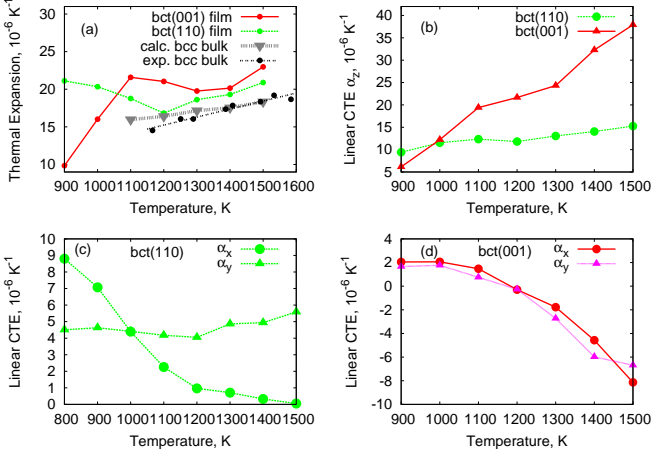 (a)
bct(001) film
bct(110) film
calc. bcc bulk
exp. bcc bulk
Thermal Expansion, 10⁻⁶ K⁻¹
30
25
20
15
10
900 1000 1100 1200 1300 1400 1500 1600
Temperature, K
(b)
bct(110)
bct(001)
Linear CTE α_z, 10⁻⁶ K⁻¹
40
35
30
25
20
15
10
5
900 1000 1100 1200 1300 1400 1500
Temperature, K
(c)
bct(110)
α_x
α_y
Linear CTE, 10⁻⁶ K⁻¹
10
9
8
7
6
5
4
3
2
1
0
800 900 1000 1100 1200 1300 1400 1500
Temperature, K
(d)
bct(001)
α_x
α_y
Linear CTE, 10⁻⁶ K⁻¹
4
2
0
-2
-4
-6
-8
-10
900 1000 1100 1200 1300 1400 1500
Temperature, K